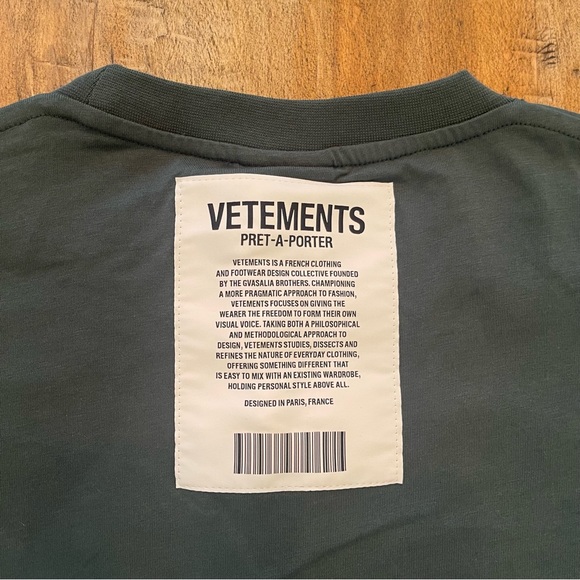 VETEMENTS
PRET-A-PORTER
VETEMENTS IS A FRENCH CLOTHING
AND FOOTWEAR DESIGN COLLECTIVE FOUNDED
BY THE GVASALIA BROTHERS. CHAMPIONING
A MORE PRAGMATIC APPROACH TO FASHION,
VETEMENTS FOCUSES ON GIVING THE
WEARER THE FREEDOM TO FORM THEIR OWN
VISUAL VOICE. TAKING BOTH A PHILOSOPHICAL
AND METHODOLOGICAL APPROACH TO
DESIGN, VETEMENTS STUDIES, DISSECTS AND
REFINES THE NATURE OF EVERYDAY CLOTHING,
OFFERING SOMETHING DIFFERENT THAT
IS EASY TO MIX WITH AN EXISTING WARDROBE,
HOLDING PERSONAL STYLE ABOVE ALL.
DESIGNED IN PARIS, FRANCE